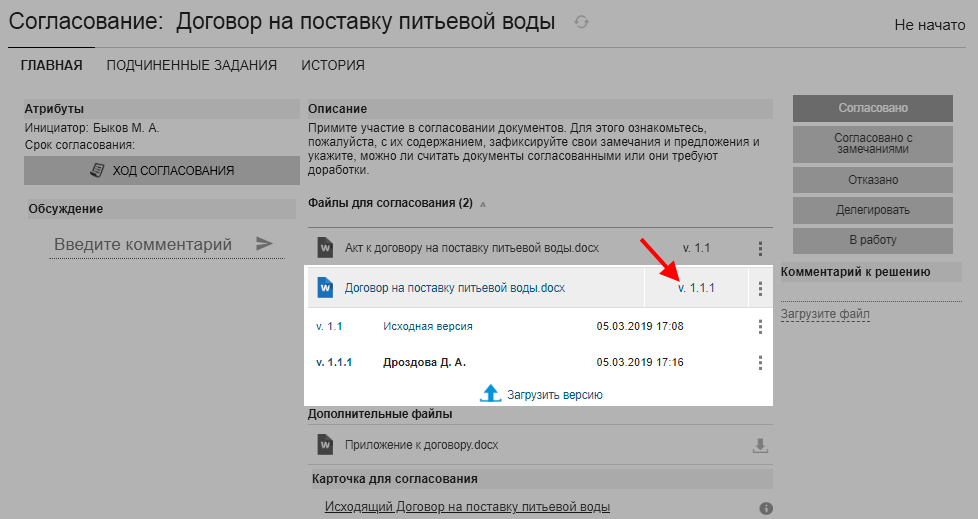 Согласование: Договор на поставку питьевой воды
Не начато
ГЛАВНАЯ ПОДЧИНЕННЫЕ ЗАДАНИЯ ИСТОРИЯ
Атрибуты
Инициатор: Быков М. А.
Срок согласования:
ХОД СОГЛАСОВАНИЯ
Обсуждение
Введите комментарий
Описание
Примите участие в согласовании документов. Для этого ознакомьтесь,
пожалуйста, с их содержанием, зафиксируйте свои замечания и предложения и
укажите, можно ли считать документы согласованными или они требуют
доработки.
Файлы для согласования (2)
Акт к договору на поставку питьевой воды.docx v. 1.1
Договор на поставку питьевой воды.docx v. 1.1.1
v. 1.1 Исходная версия 05.03.2019 17:08
v. 1.1.1 Дроздова Д. А. 05.03.2019 17:16
Загрузить версию
Дополнительные файлы
Приложение к договору.docx
Карточка для согласования
Исходящий Договор на поставку питьевой воды
Согласовано
Согласовано с
замечаниями
Отказано
Делегировать
В работу
Комментарий к решению
Загрузите файл